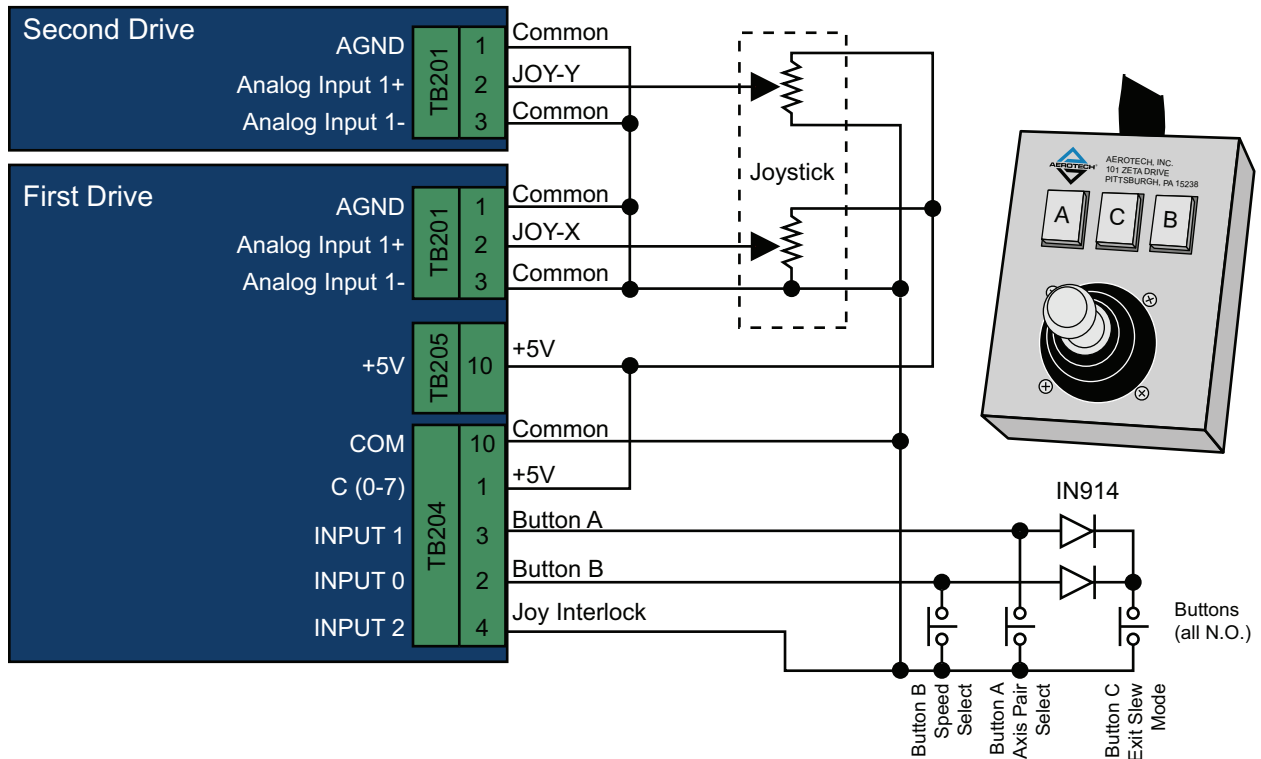 Second Drive
AGND
Analog Input 1+
Analog Input 1-
TB201
1
2
3
Common
JOY-Y
Common
First Drive
AGND
Analog Input 1+
Analog Input 1-
TB201
1
2
3
Common
JOY-X
Common
Joystick
+5V
TB205
10
+5V
COM
C (0-7)
INPUT 1
INPUT 0
INPUT 2
TB204
10
1
3
2
4
Common
+5V
Button A
Button B
Joy Interlock
AEROTECH
AEROTECH, INC.
101 ZETA DRIVE
PITTSBURGH, PA 15238
A
C
B
IN914
Buttons
(all N.O.)
Button B
Speed
Select
Button A
Axis Pair
Select
Button C
Exit Slew
Mode